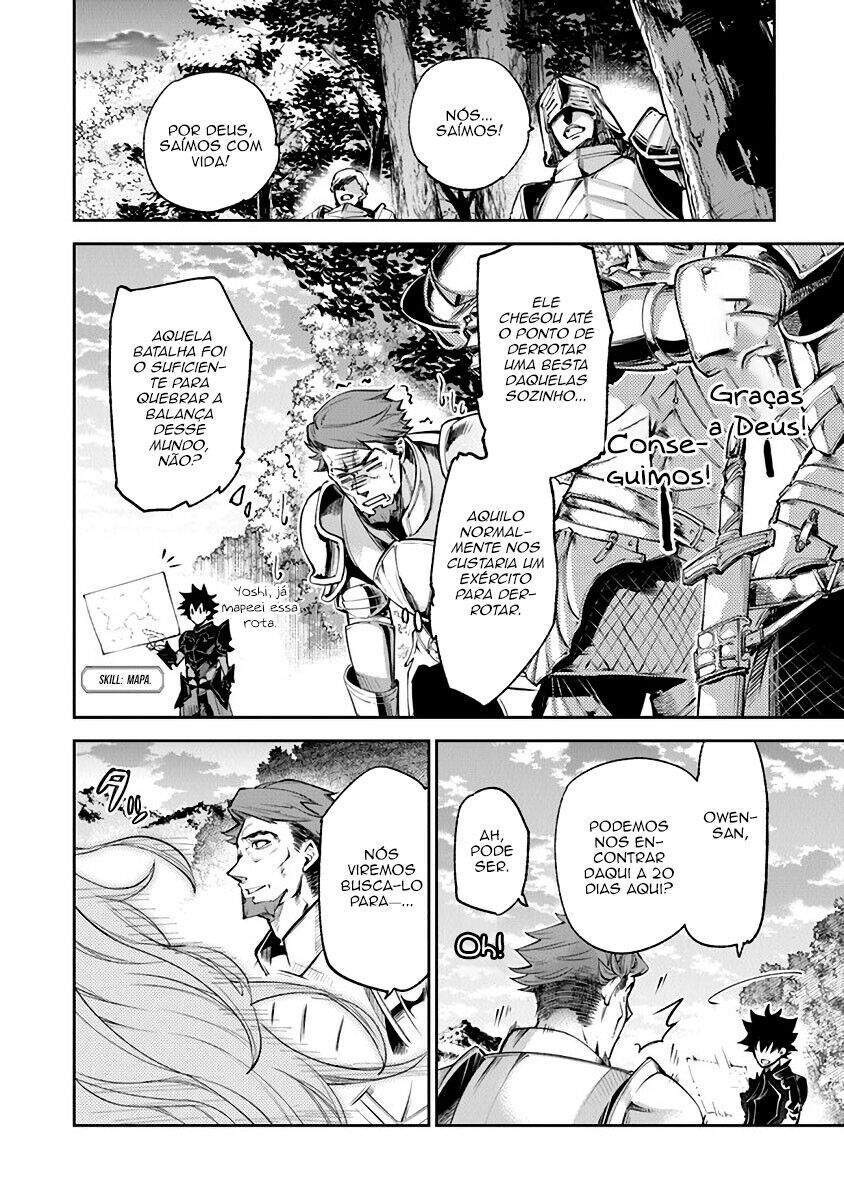 NÓS...
SAÍMOS!
POR DEUS,
SAÍMOS COM
VIDA!
ELE
CHEGOU ATÉ
O PONTO DE
DERROTAR
UMA BESTA
DAQUELAS
SOZINHO...
Graças
a Deus!
Conse-
guimos!
AQUILO
NORMAL-
MENTE NOS
CUSTARIA UM
EXÉRCITO
PARA DER-
ROTAR.
AQUELA
BATALHA FOI
O SUFICIEN-
TE PARA
QUEBRAR A
BALANÇA
DESSE
MUNDO,
NÃO?
Yoshi, já
mapeei essa
rota.
SKILL: MAPA.
OWEN-
SAN,
PODEMOS
NOS EN-
CONTRAR
DAQUI A 20
DIAS AQUI?
AH,
PODE
SER.
Oh!
NÓS
VIREMOS
BUSCA-LO
PARA—...